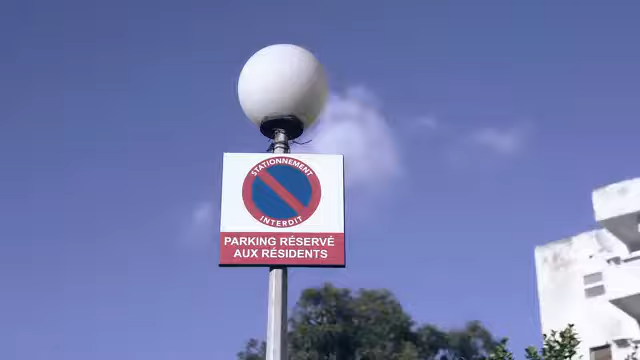 STATIONNEMENT
INTERDIT
PARKING RÉSERVÉ
AUX RÉSIDENTS